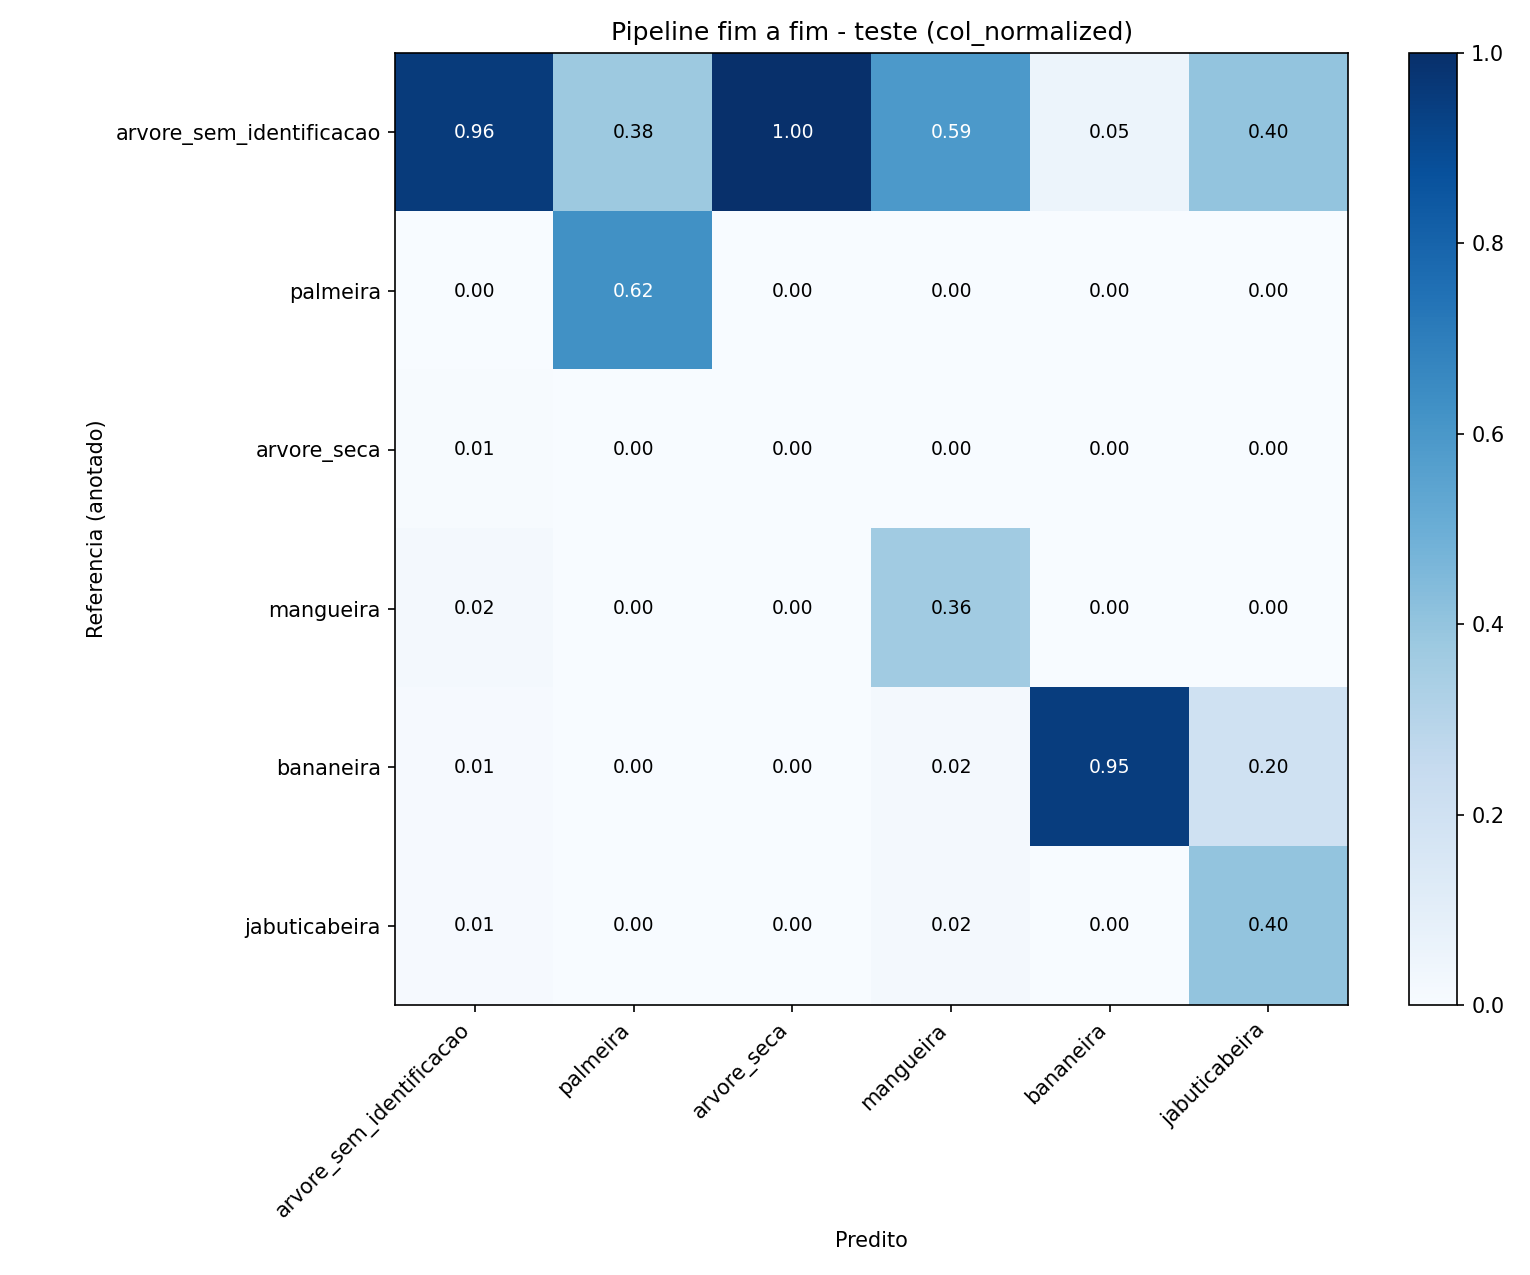 Pipeline fim a fim - teste (col_normalized)
arvore_sem_identificacao 0.96 0.38 1.00 0.59 0.05 0.40
palmeira 0.00 0.62 0.00 0.00 0.00 0.00
arvore_seca 0.01 0.00 0.00 0.00 0.00 0.00
mangueira 0.02 0.00 0.00 0.36 0.00 0.00
bananeira 0.01 0.00 0.00 0.02 0.95 0.20
jabuticabeira 0.01 0.00 0.00 0.02 0.00 0.40
Referencia (anotado)
arvore_sem_identificacao
palmeira
arvore_seca
mangueira
bananeira
jabuticabeira
Predito
1.0
0.8
0.6
0.4
0.2
0.0